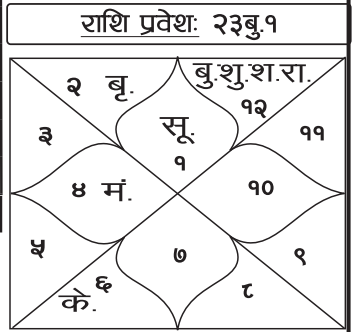 राशि प्रवेशः २३बु.१
२ बृ. बु.शु.श.रा.
१२
३ सू. ११
१
४ मं. १०
५ ७ ९
के. ६ ८